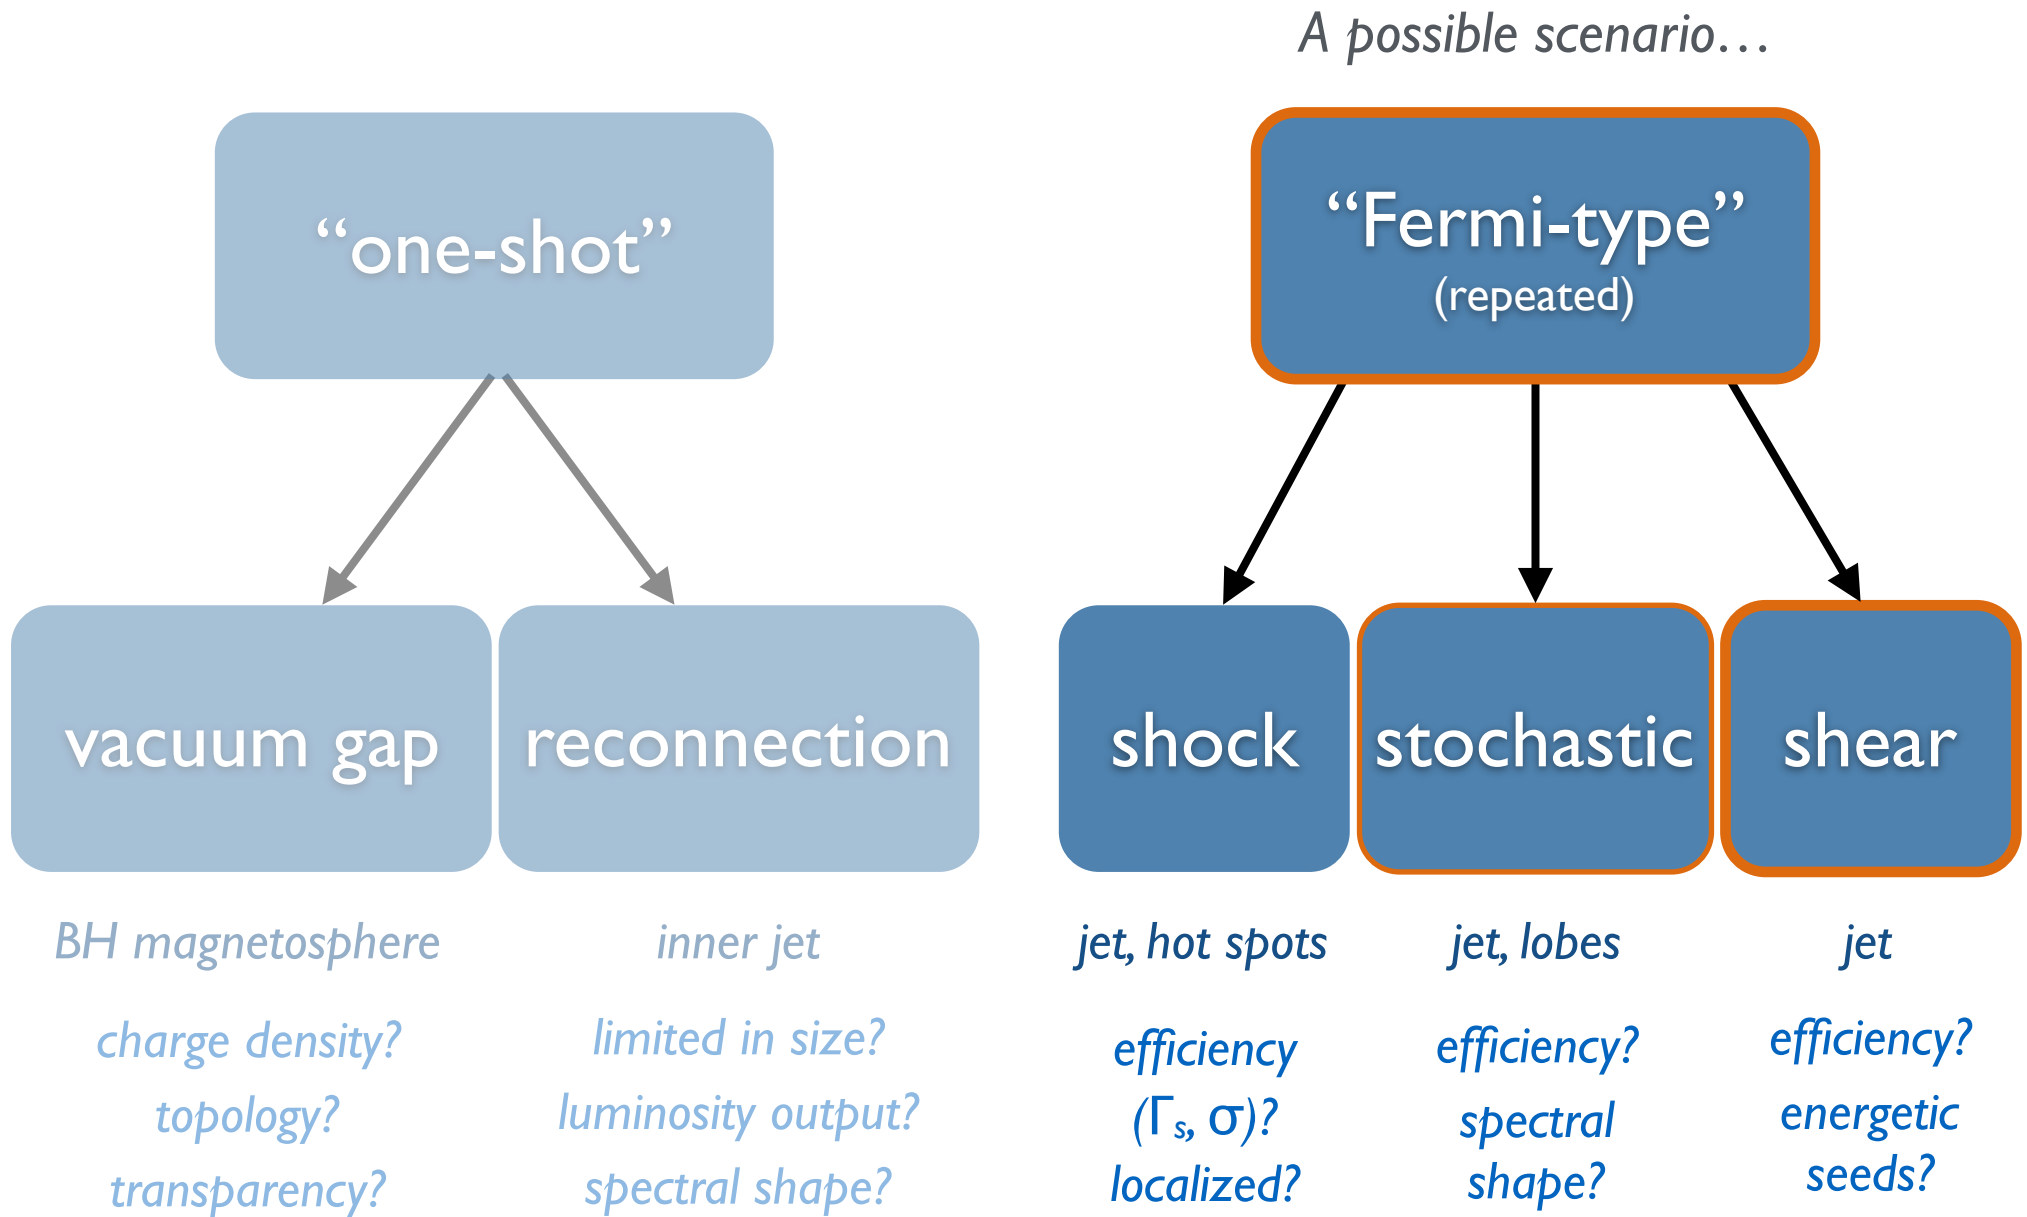 A possible scenario…
“one-shot”
“Fermi-type”
(repeated)
vacuum gap
reconnection
shock
stochastic
shear
BH magnetosphere
inner jet
jet, hot spots
jet, lobes
jet
charge density?
topology?
transparency?
limited in size?
luminosity output?
spectral shape?
efficiency
(Γs, σ)?
localized?
efficiency?
spectral
shape?
efficiency?
energetic
seeds?